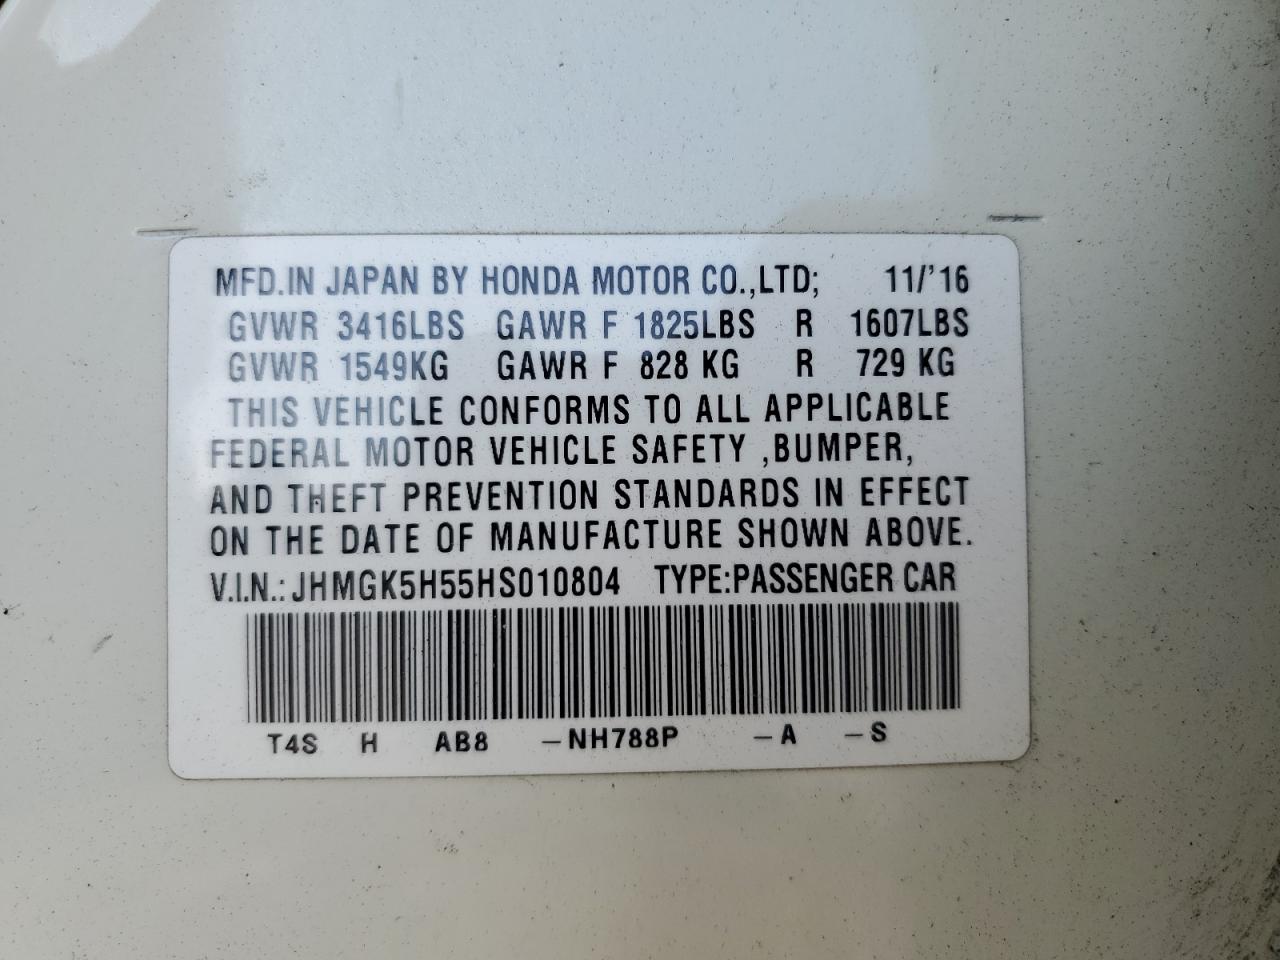 MFD.IN JAPAN BY HONDA MOTOR CO.,LTD; 11/'16
GVWR 3416LBS GAWR F 1825LBS R 1607LBS
GVWR 1549KG GAWR F 828 KG R 729 KG
THIS VEHICLE CONFORMS TO ALL APPLICABLE
FEDERAL MOTOR VEHICLE SAFETY ,BUMPER,
AND THEFT PREVENTION STANDARDS IN EFFECT
ON THE DATE OF MANUFACTURE SHOWN ABOVE.
V.I.N.: JHMGK5H55HS010804 TYPE:PASSENGER CAR
T4S H AB8 –NH788P –A –S